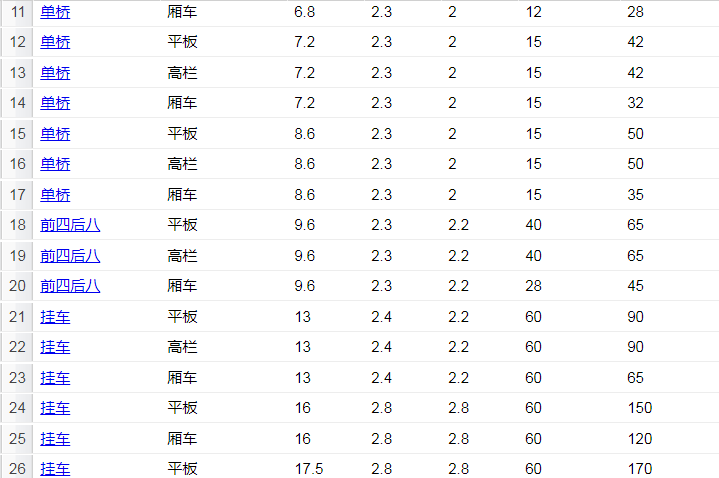 11 单桥 厢车 6.8 2.3 2 12 28
12 单桥 平板 7.2 2.3 2 15 42
13 单桥 高栏 7.2 2.3 2 15 42
14 单桥 厢车 7.2 2.3 2 15 32
15 单桥 平板 8.6 2.3 2 15 50
16 单桥 高栏 8.6 2.3 2 15 50
17 单桥 厢车 8.6 2.3 2 15 35
18 前四后八 平板 9.6 2.3 2.2 40 65
19 前四后八 高栏 9.6 2.3 2.2 40 65
20 前四后八 厢车 9.6 2.3 2.2 28 45
21 挂车 平板 13 2.4 2.2 60 90
22 挂车 高栏 13 2.4 2.2 60 90
23 挂车 厢车 13 2.4 2.2 60 65
24 挂车 平板 16 2.8 2.8 60 150
25 挂车 厢车 16 2.8 2.8 60 120
26 挂车 平板 17.5 2.8 2.8 60 170